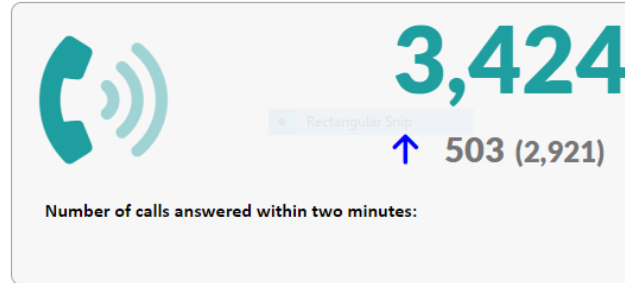 3,424
• Rectangular Snip
↑ 503 (2,921)
Number of calls answered within two minutes: